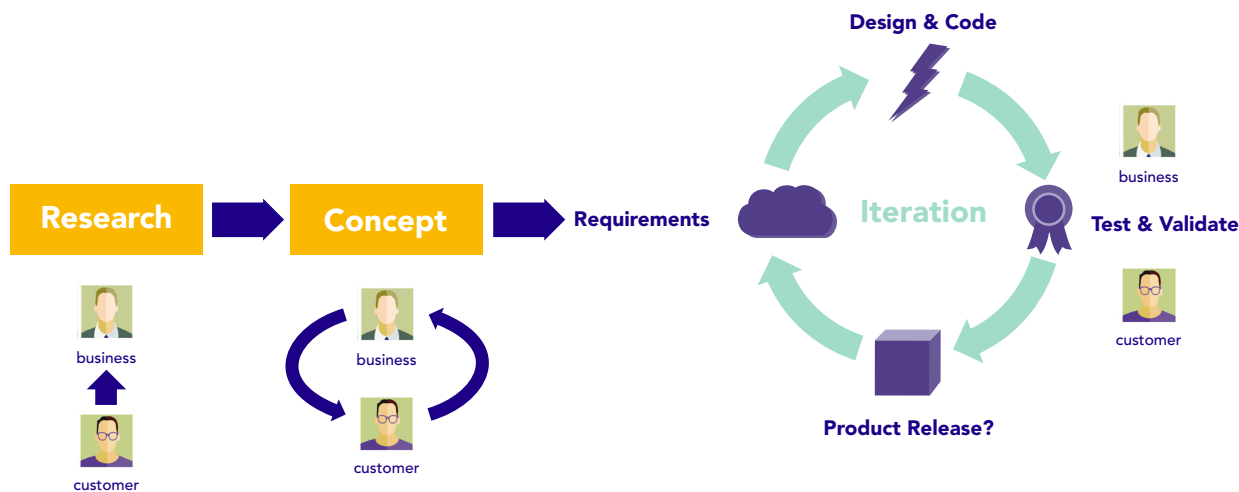 Design & Code
business
Research
Concept
Requirements
Iteration
Test & Validate
business
business
customer
Product Release?
customer
customer